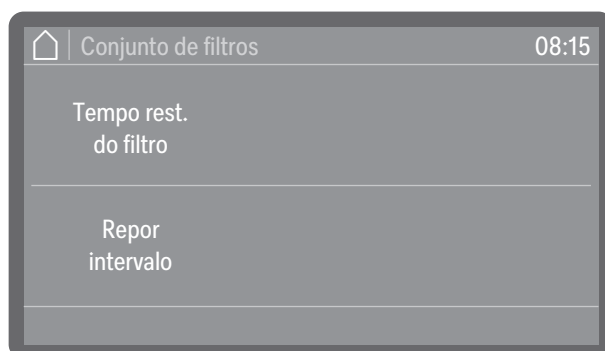 Conjunto de filtros 08:15
Tempo rest.
do filtro
Repor
intervalo